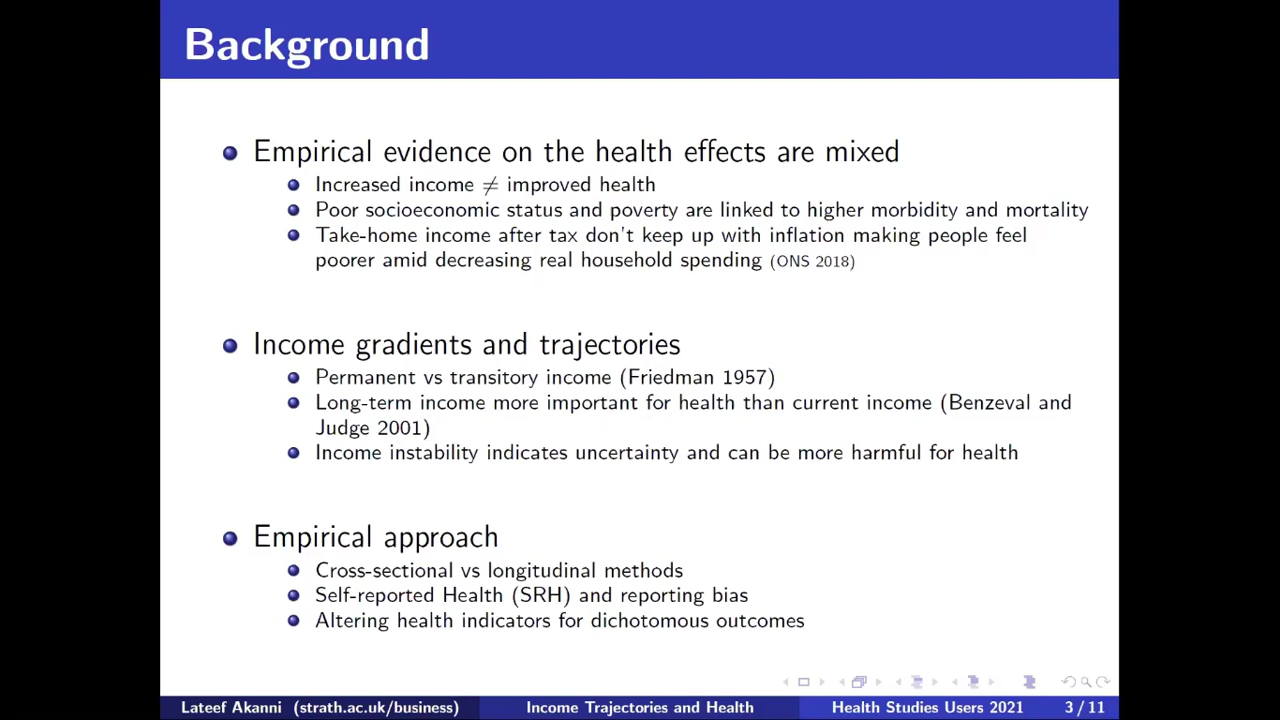 Background
Empirical evidence on the health effects are mixed
Increased income ≠ improved health
Poor socioeconomic status and poverty are linked to higher morbidity and mortality
Take-home income after tax don't keep up with inflation making people feel
poorer amid decreasing real household spending (ONS 2018)
Income gradients and trajectories
Permanent vs transitory income (Friedman 1957)
Long-term income more important for health than current income (Benzeval and
Judge 2001)
Income instability indicates uncertainty and can be more harmful for health
Empirical approach
Cross-sectional vs longitudinal methods
Self-reported Health (SRH) and reporting bias
Altering health indicators for dichotomous outcomes
Lateef Akanni (strath.ac.uk/business) Income Trajectories and Health Health Studies Users 2021 3 / 11